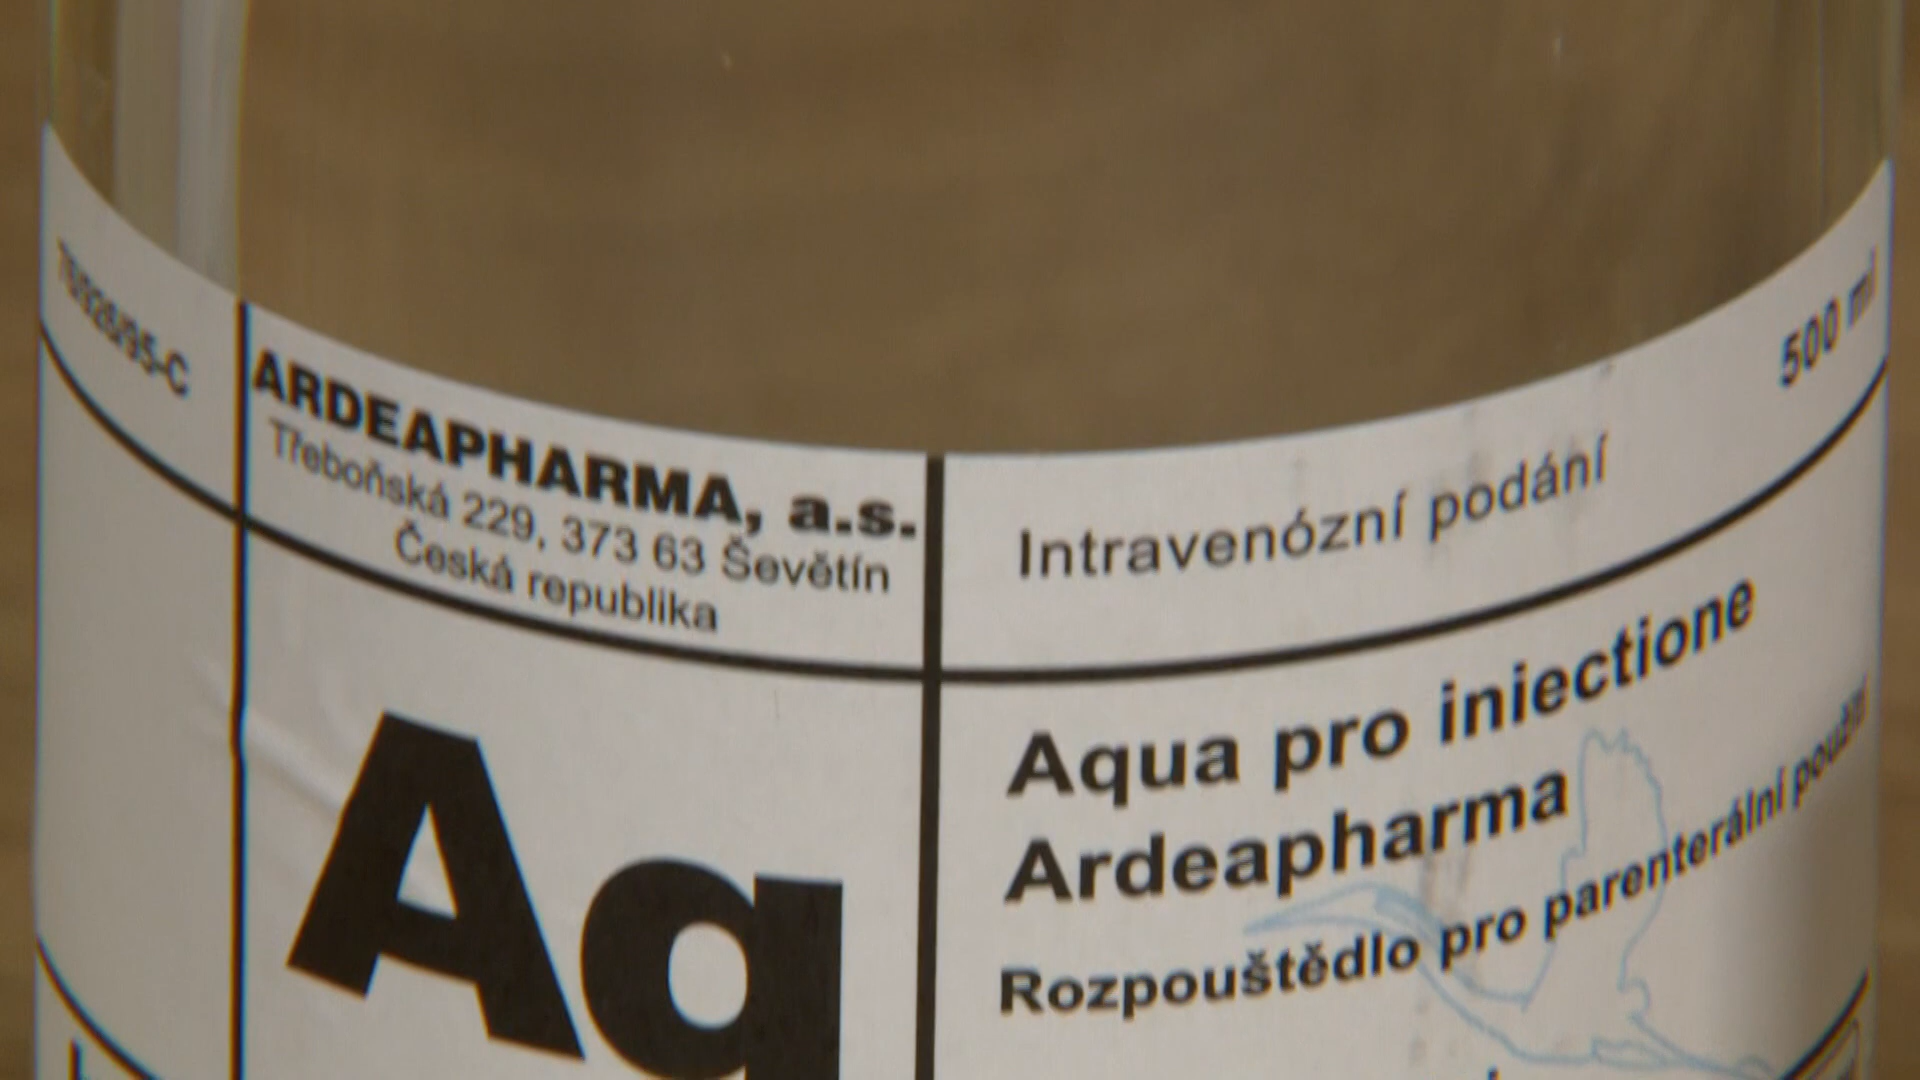 ARDEAPHARMA, a.s.
Třeboňská 229, 373 63 Ševětín
Česká republika
Intravenózní podání
500 ml
Aq
Aqua pro iniectione
Ardeapharma
Rozpouštědlo pro parenterální použití